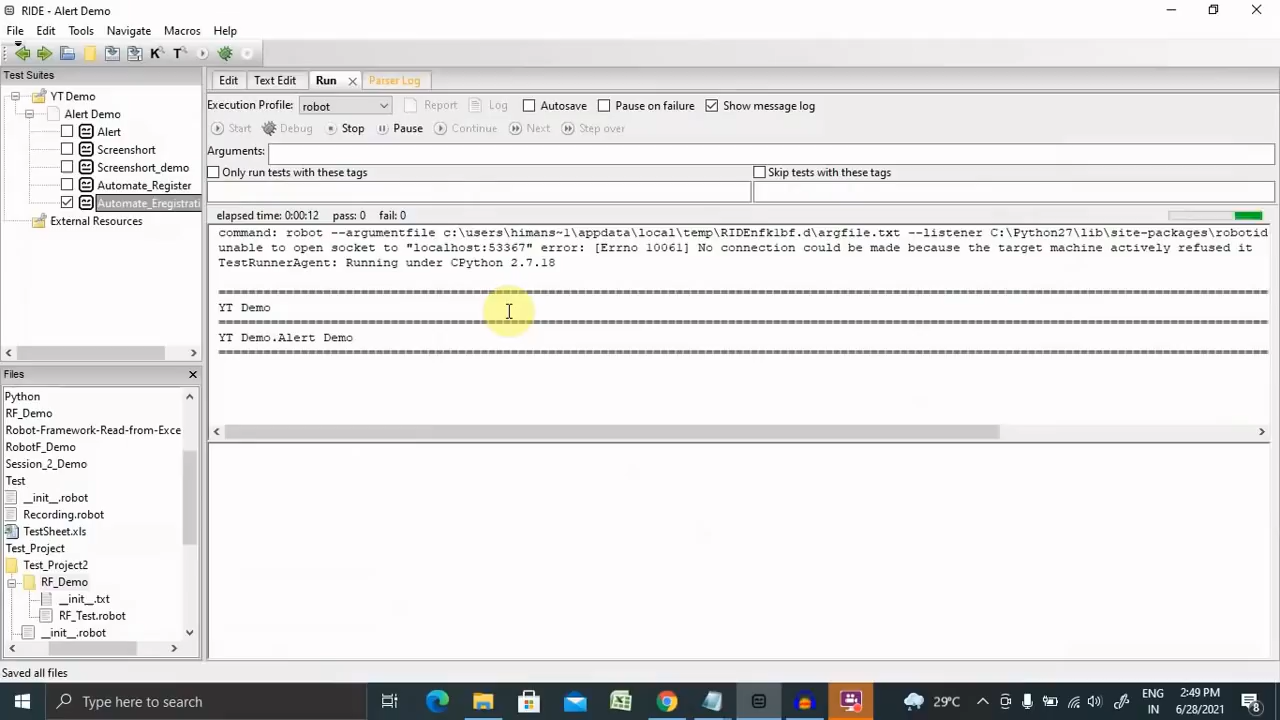 RIDE - Alert Demo
File Edit Tools Navigate Macros Help
Test Suites
YT Demo
Alert Demo
Alert
Screenshort
Screenshort_demo
Automate_Register
Automate_Eregistrati
External Resources
Files
Python
RF_Demo
Robot-Framework-Read-from-Exce
RobotF_Demo
Session_2_Demo
Test
__init__.robot
Recording.robot
TestSheet.xls
Test_Project
Test_Project2
RF_Demo
__init__.txt
RF_Test.robot
__init__.robot
Edit Text Edit Run Parser Log
Execution Profile: robot Report Log Autosave Pause on failure Show message log
Start Debug Stop Pause Continue Next Step over
Arguments:
Only run tests with these tags Skip tests with these tags
elapsed time: 0:00:12 pass: 0 fail: 0
command: robot --argumentfile c:\users\himans~1\appdata\local\temp\RIDEnfk1bf.d\argfile.txt --listener C:\Python27\lib\site-packages\robotid
unable to open socket to "localhost:53367" error: [Errno 10061] No connection could be made because the target machine actively refused it
TestRunnerAgent: Running under CPython 2.7.18
YT Demo
YT Demo.Alert Demo
Saved all files
Type here to search
29°C
ENG
IN
2:49 PM
6/28/2021
8